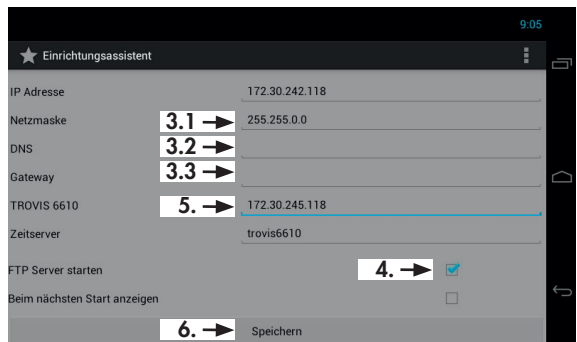 9:05
Einrichtungsassistent
IP Adresse 172.30.242.118
Netzmaske 3.1 255.255.0.0
DNS 3.2
Gateway 3.3
TROVIS 6610 5. 172.30.245.118
Zeitserver trovis6610
FTP Server starten 4.
Beim nächsten Start anzeigen
6. Speichern